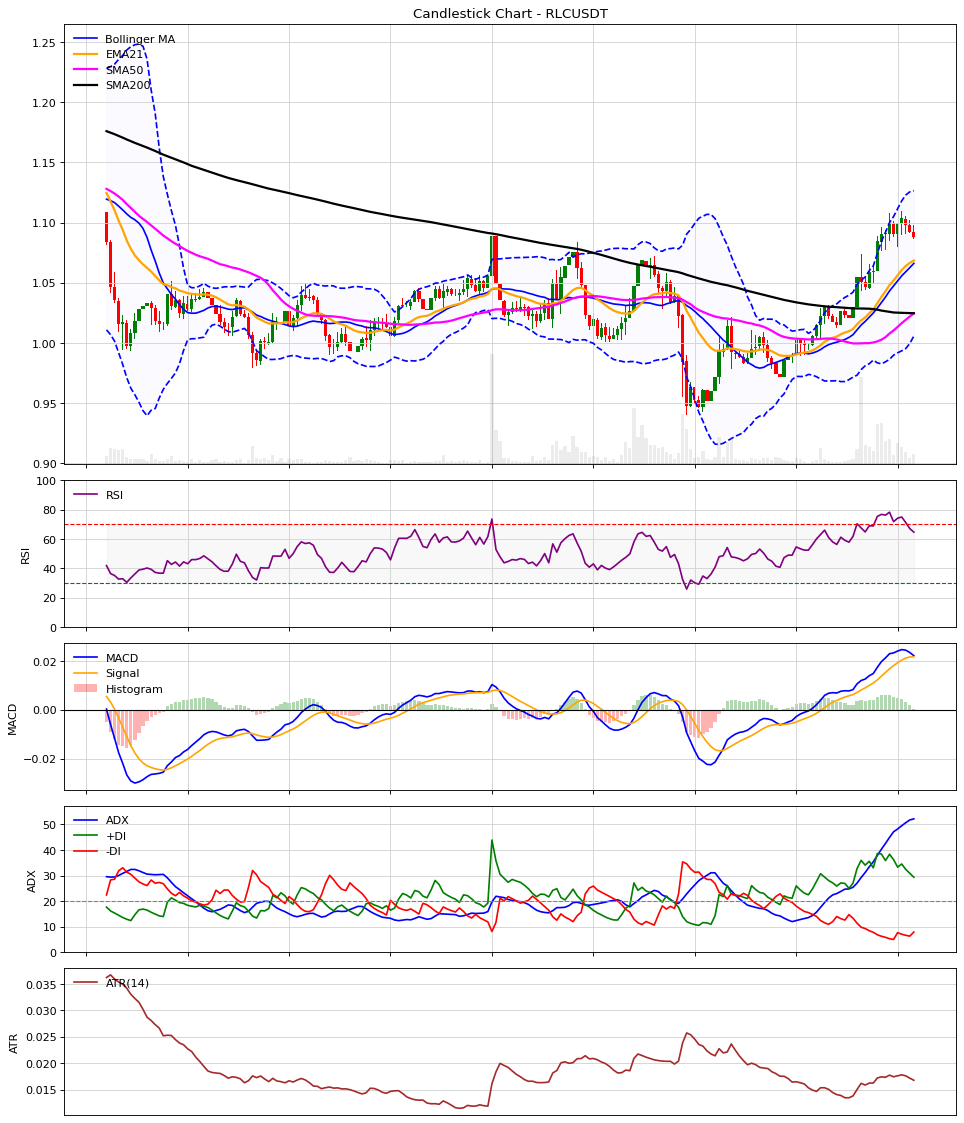 Candlestick Chart - RLCUSDT
Bollinger MA
EMA21
SMA50
SMA200
1.25
1.20
1.15
1.10
1.05
1.00
0.95
0.90
RSI
RSI
100
80
60
40
20
0
MACD
Signal
Histogram
MACD
0.02
0.00
−0.02
ADX
+DI
-DI
ADX
50
40
30
20
10
0
ATR(14)
ATR
0.035
0.030
0.025
0.020
0.015